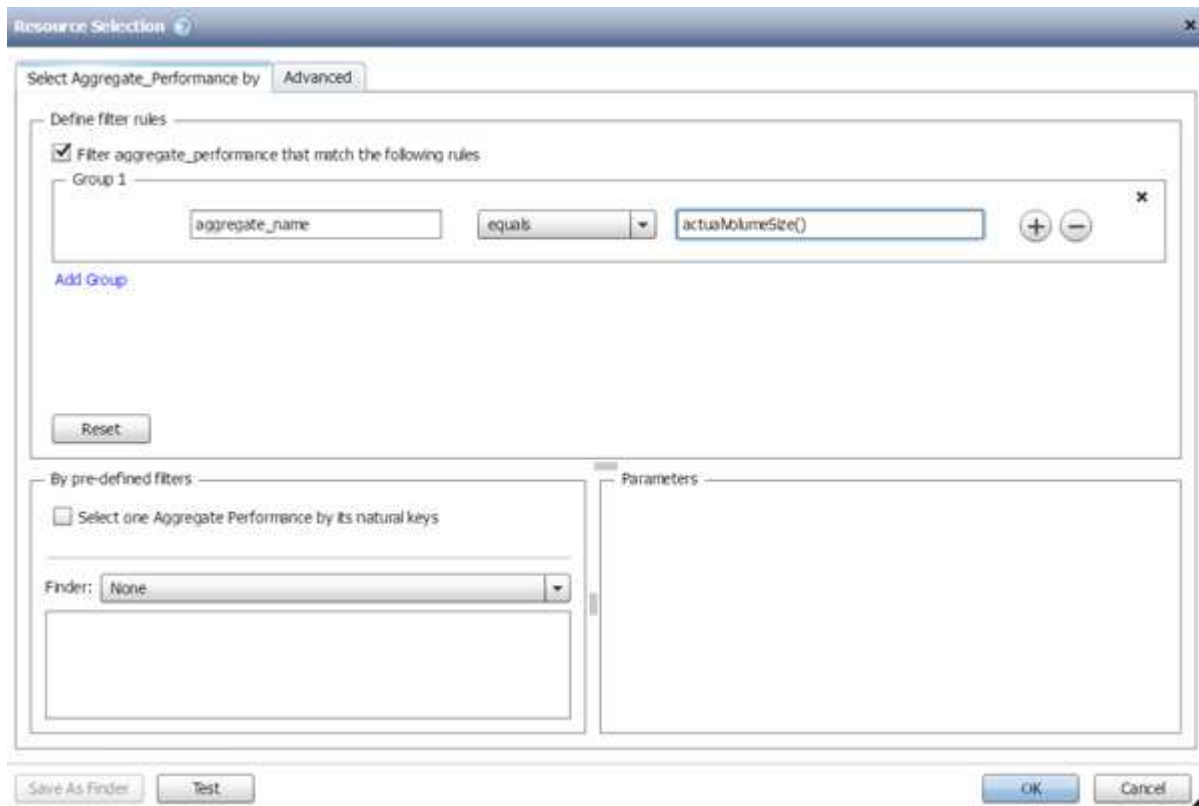 Resource Selection
Select Aggregate_Performance by
Advanced
Define filter rules
Filter aggregate_performance that match the following rules
Group 1
aggregate_name
equals
actualVolumeSize()
Add Group
Reset
By pre-defined filters
Select one Aggregate Performance by its natural keys
Finder: None
Parameters
Save As Finder
Test
OK
Cancel